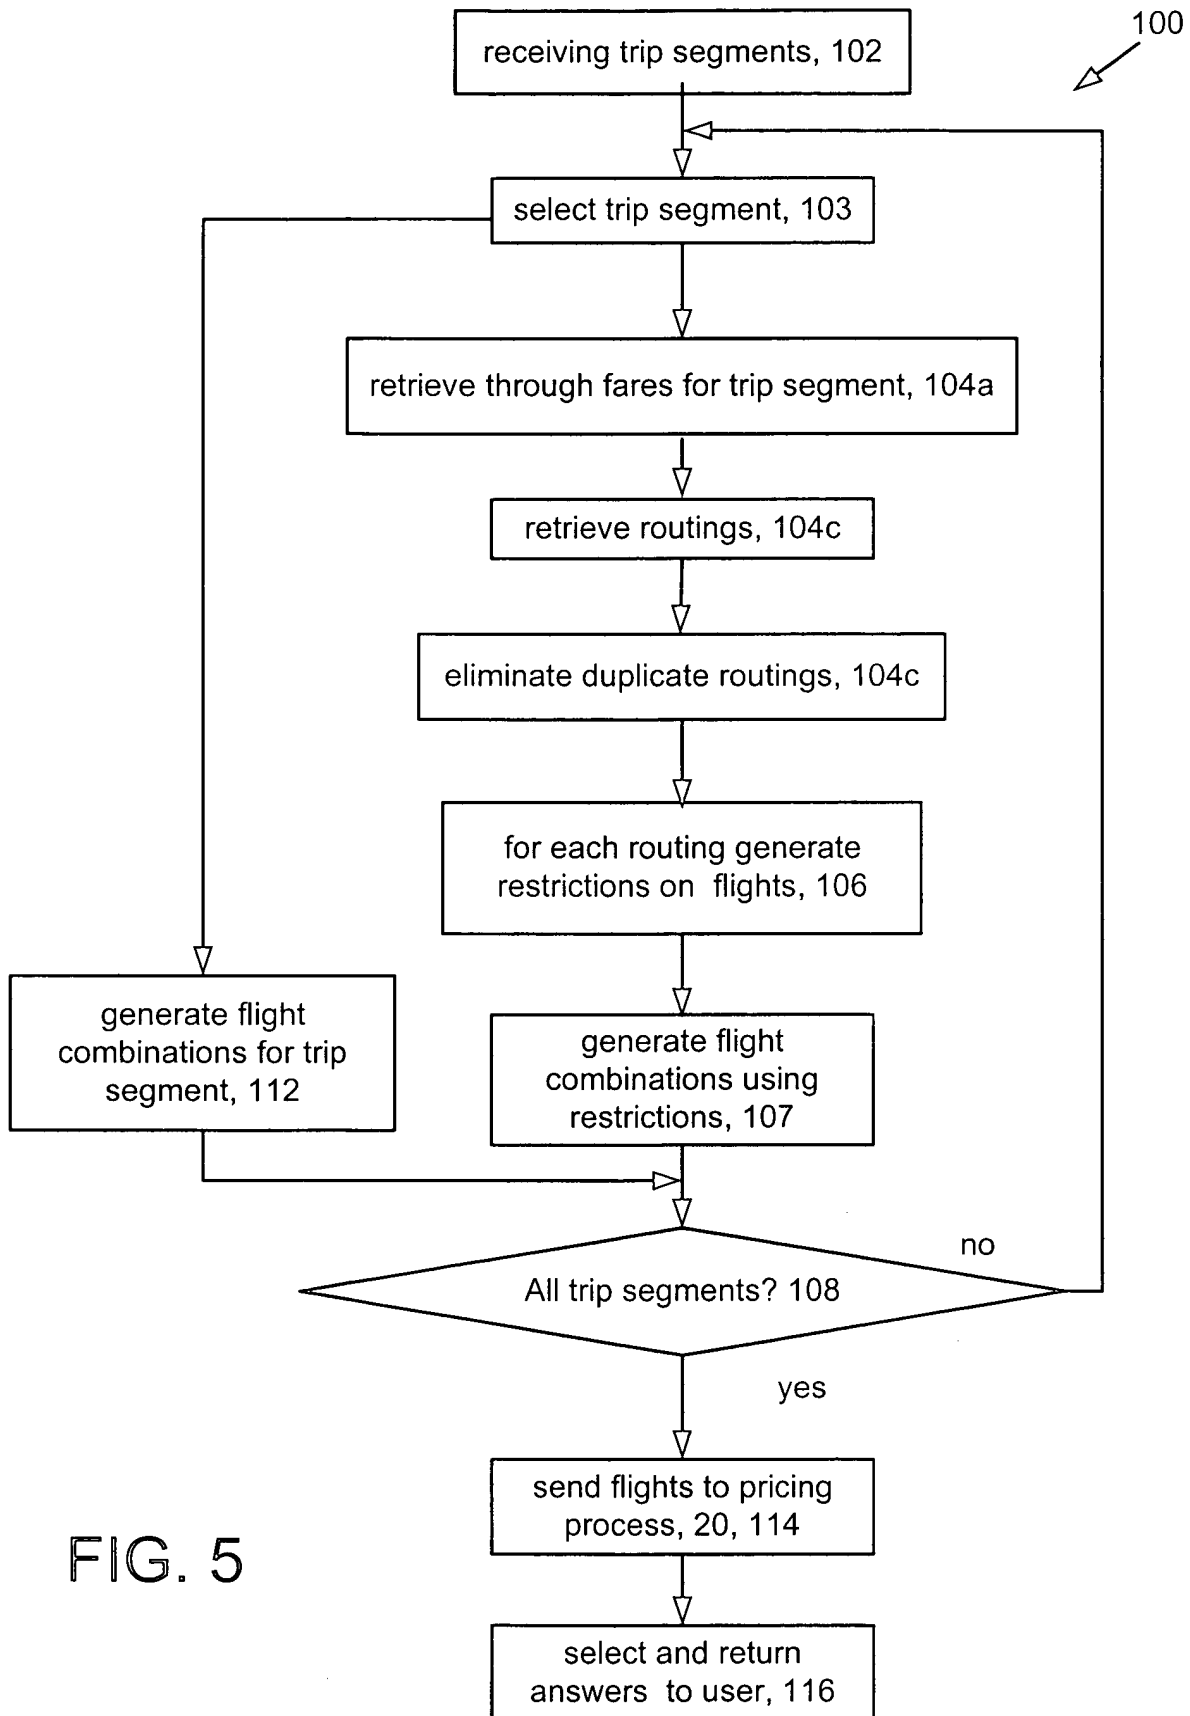 100
receiving trip segments, 102
select trip segment, 103
retrieve through fares for trip segment, 104a
retrieve routings, 104c
eliminate duplicate routings, 104c
for each routing generate
restrictions on flights, 106
generate flight
combinations for trip
segment, 112
generate flight
combinations using
restrictions, 107
no
All trip segments? 108
yes
send flights to pricing
process, 20, 114
FIG. 5
select and return
answers to user, 116